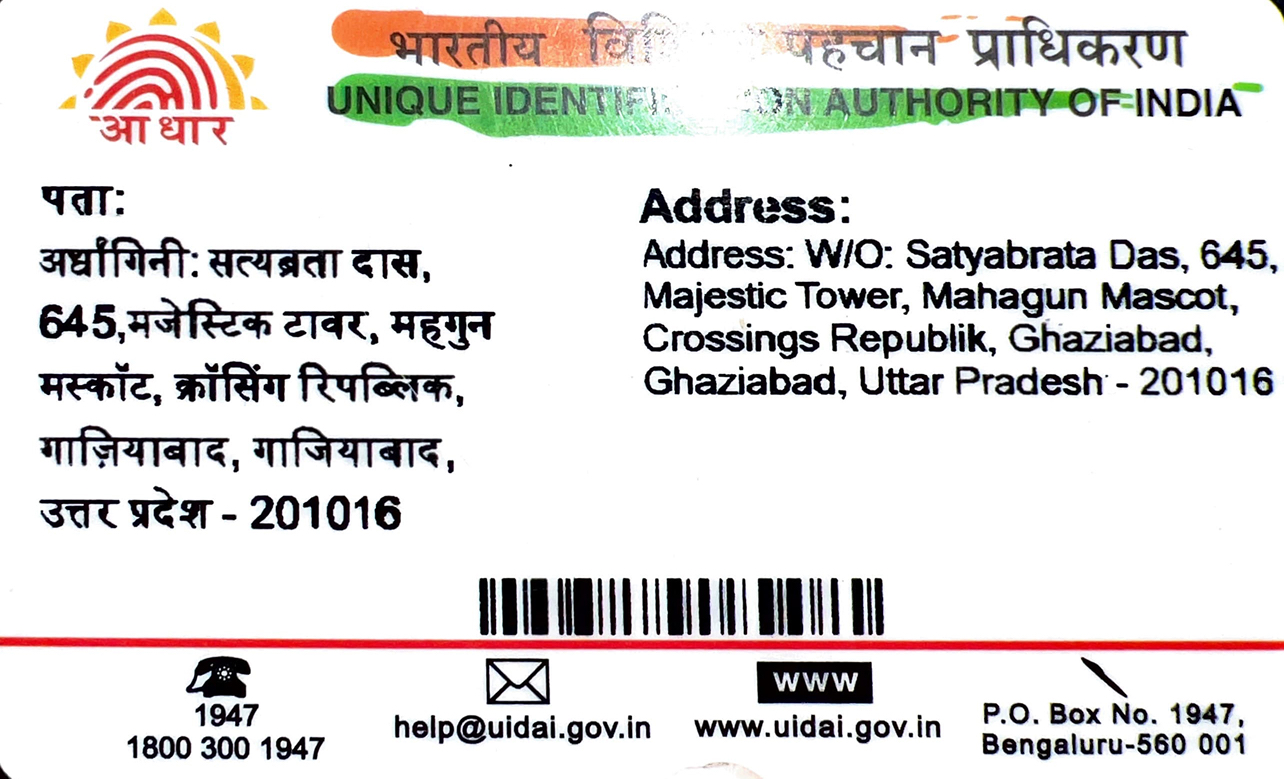 आधार
भारतीय पहचान प्राधिकरण
UNIQUE AUTHORITY OF INDIA
पता:
अर्धांगिनी: सत्यब्रता दास,
645,मजेस्टिक टावर, महगुन
मस्कॉट, क्रॉसिंग रिपब्लिक,
गाज़ियाबाद, गाजियाबाद,
उत्तर प्रदेश - 201016
Address:
Address: W/O: Satyabrata Das, 645,
Majestic Tower, Mahagun Mascot,
Crossings Republik, Ghaziabad,
Ghaziabad, Uttar Pradesh - 201016
1947
1800 300 1947
help@uidai.gov.in
www
www.uidai.gov.in
P.O. Box No. 1947,
Bengaluru-560 001